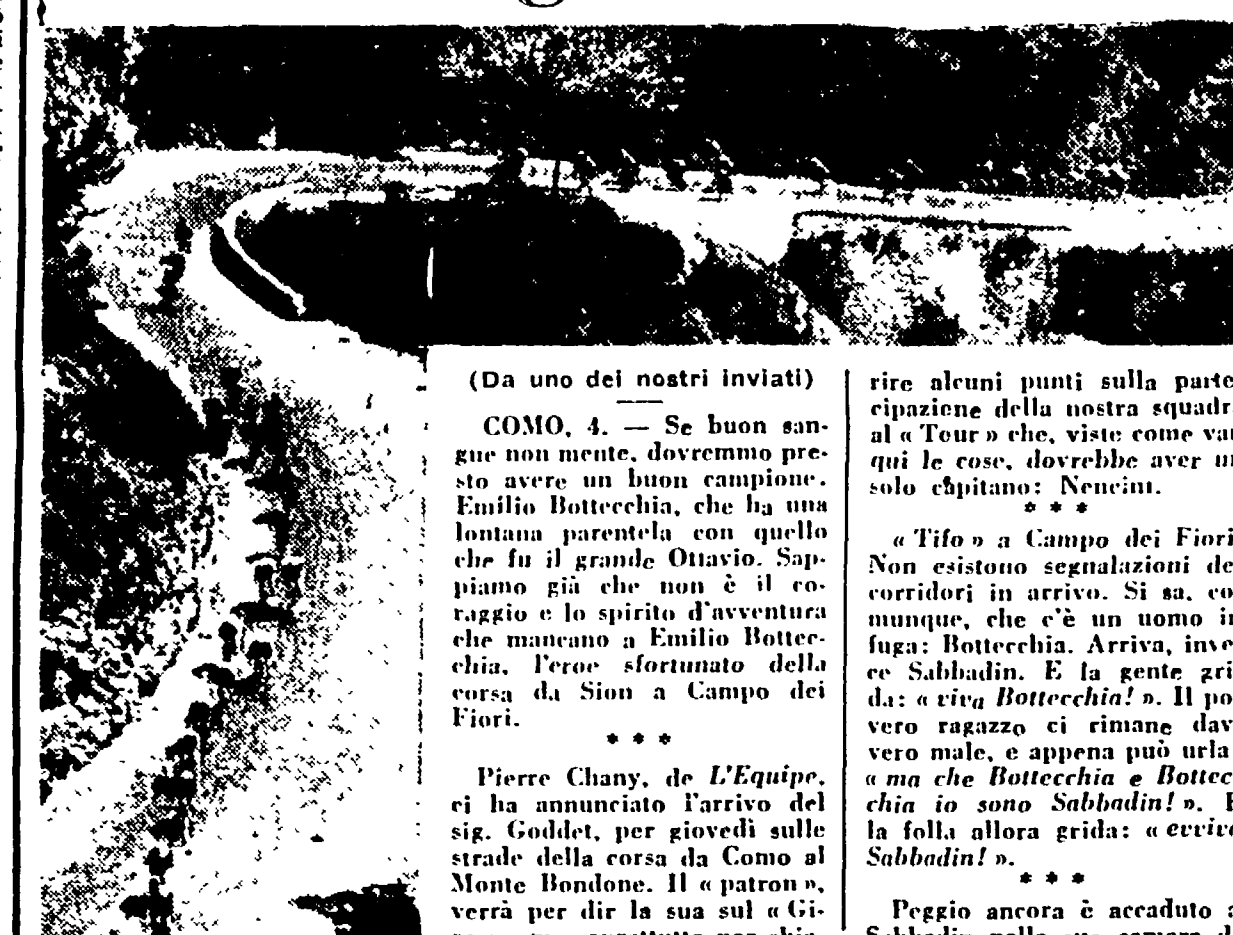 (Da uno dei nostri inviati)
COMO, 4. — Se buon san-
gue non mente, dovremmo pre-
sto avere un buon campione.
Emilio Bottecchia, che ha una
lontana parentela con quello
che fu il grande Ottavio. Sap-
piamo già che non è il co-
raggio e lo spirito d'avventura
che mancano a Emilio Bottec-
chia, l'eroe sfortunato della
corsa da Sion a Campo dei
Fiori.
* * *
Pierre Chany, de L'Equipe,
ci ha annunciato l'arrivo del
sig. Goddet, per giovedì sulle
strade della corsa da Como al
Monte Bondone. Il « patron »,
verrà per dir la sua sul « Gi-
rire alcuni punti sulla parte
cipazione della nostra squadr
al « Tour » che, viste come van
qui le cose, dovrebbe aver un
solo capitano: Nencini.
* * *
« Tifo » a Campo dei Fiori
Non esistono segnalazioni de
corridori in arrivo. Si sa, co
munque, che c'è un uomo in
fuga: Bottecchia. Arriva, inve
ce Sabbadin. E la gente gri
da: « viva Bottecchia! ». Il po
vero ragazzo ci rimane dav
vero male, e appena può urla
« ma che Bottecchia e Bottec
chia io sono Sabbadin! ». E
la folla allora grida: « evviva
Sabbadin! ».
* * *
Peggio ancora è accaduto a